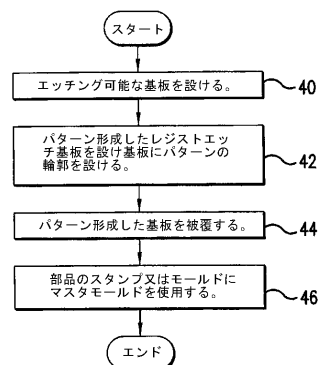 スタート
エッチング可能な基板を設ける。
40
パターン形成したレジストエッ
チ基板を設け基板にパターンの
輪郭を設ける。
42
パターン形成した基板を被覆する。
44
部品のスタンプ又はモールドに
マスタモールドを使用する。
46
エンド